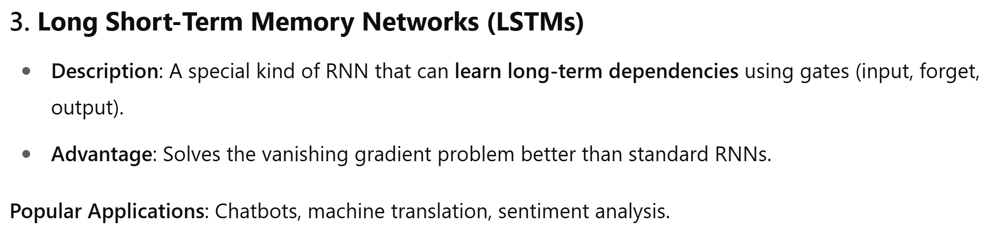 3. Long Short-Term Memory Networks (LSTMs)
• Description: A special kind of RNN that can learn long-term dependencies using gates (input, forget,
output).
• Advantage: Solves the vanishing gradient problem better than standard RNNs.
Popular Applications: Chatbots, machine translation, sentiment analysis.